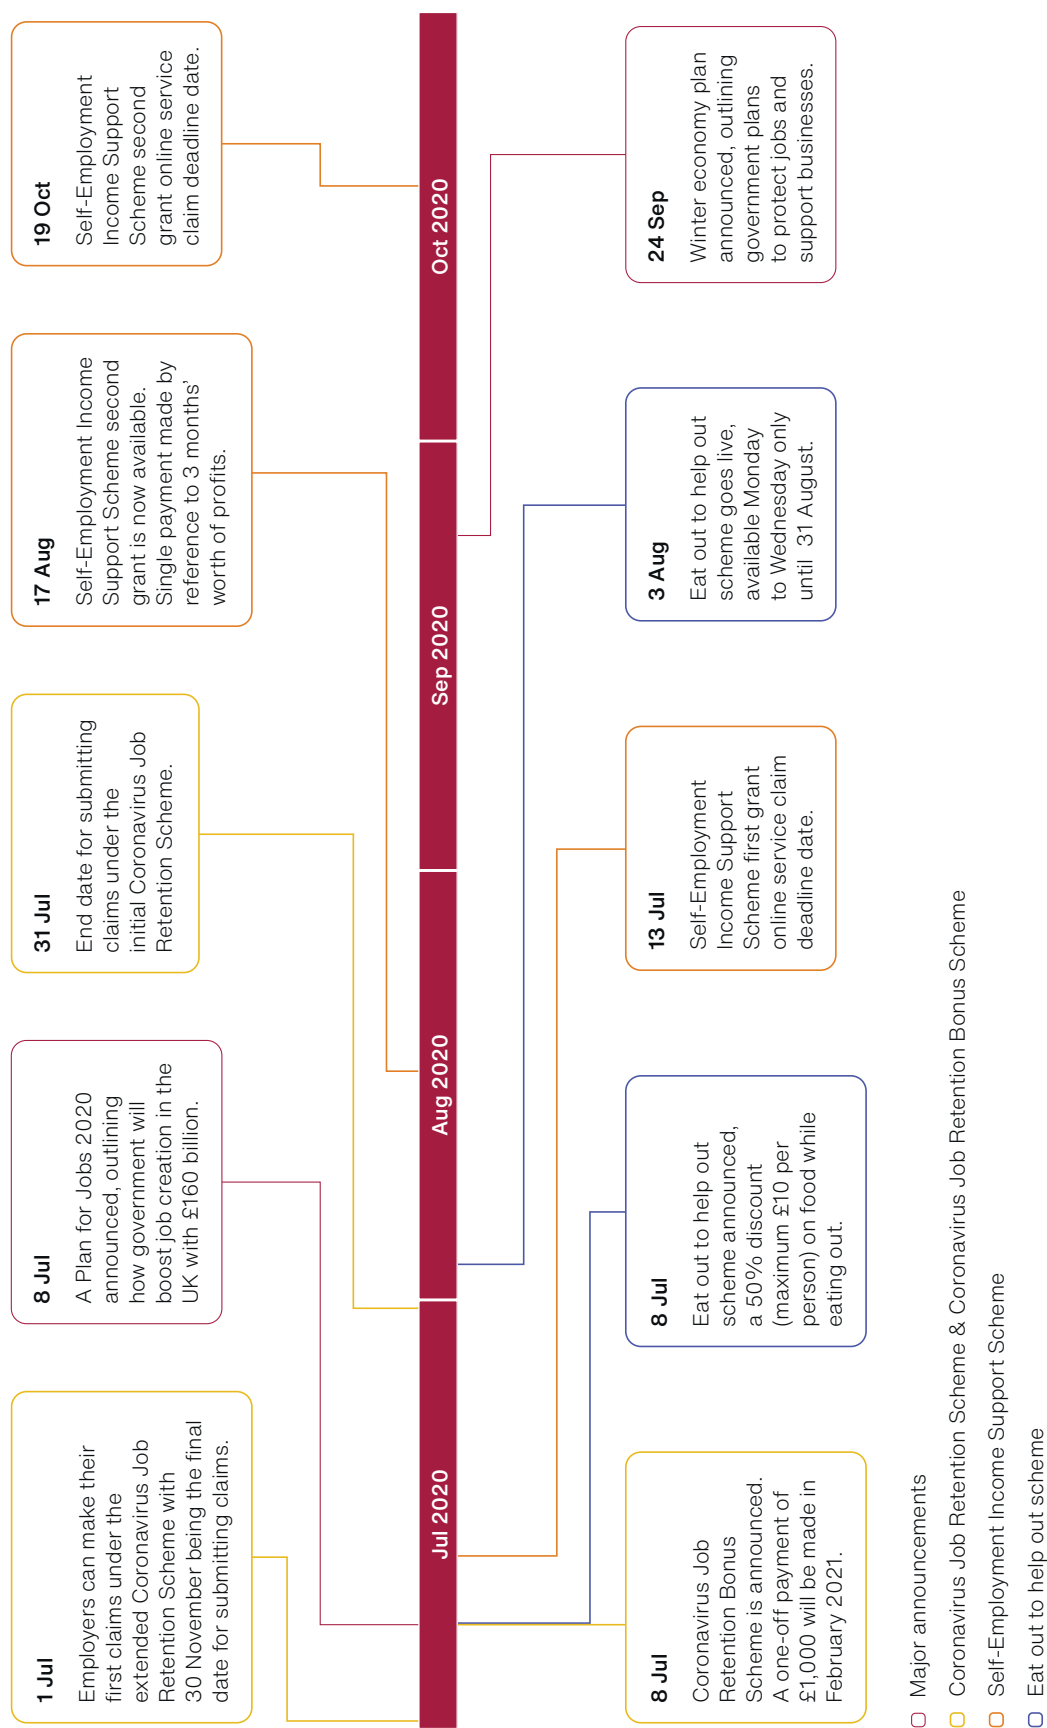 1 Jul
Employers can make their
first claims under the
extended Coronavirus Job
Retention Scheme with
30 November being the final
date for submitting claims.
8 Jul
A Plan for Jobs 2020
announced, outlining
how government will
boost job creation in the
UK with £160 billion.
31 Jul
End date for submitting
claims under the
initial Coronavirus Job
Retention Scheme.
17 Aug
Self-Employment Income
Support Scheme second
grant is now available.
Single payment made by
reference to 3 months’
worth of profits.
19 Oct
Self-Employment
Income Support
Scheme second
grant online service
claim deadline date.
Jul 2020
Aug 2020
Sep 2020
Oct 2020
8 Jul
Coronavirus Job
Retention Bonus
Scheme is announced.
A one-off payment of
£1,000 will be made in
February 2021.
8 Jul
Eat out to help out
scheme announced,
a 50% discount
(maximum £10 per
person) on food while
eating out.
13 Jul
Self-Employment
Income Support
Scheme first grant
online service claim
deadline date.
3 Aug
Eat out to help out
scheme goes live,
available Monday
to Wednesday only
until 31 August.
24 Sep
Winter economy plan
announced, outlining
government plans
to protect jobs and
support businesses.
Major announcements
Coronavirus Job Retention Scheme & Coronavirus Job Retention Bonus Scheme
Self-Employment Income Support Scheme
Eat out to help out scheme